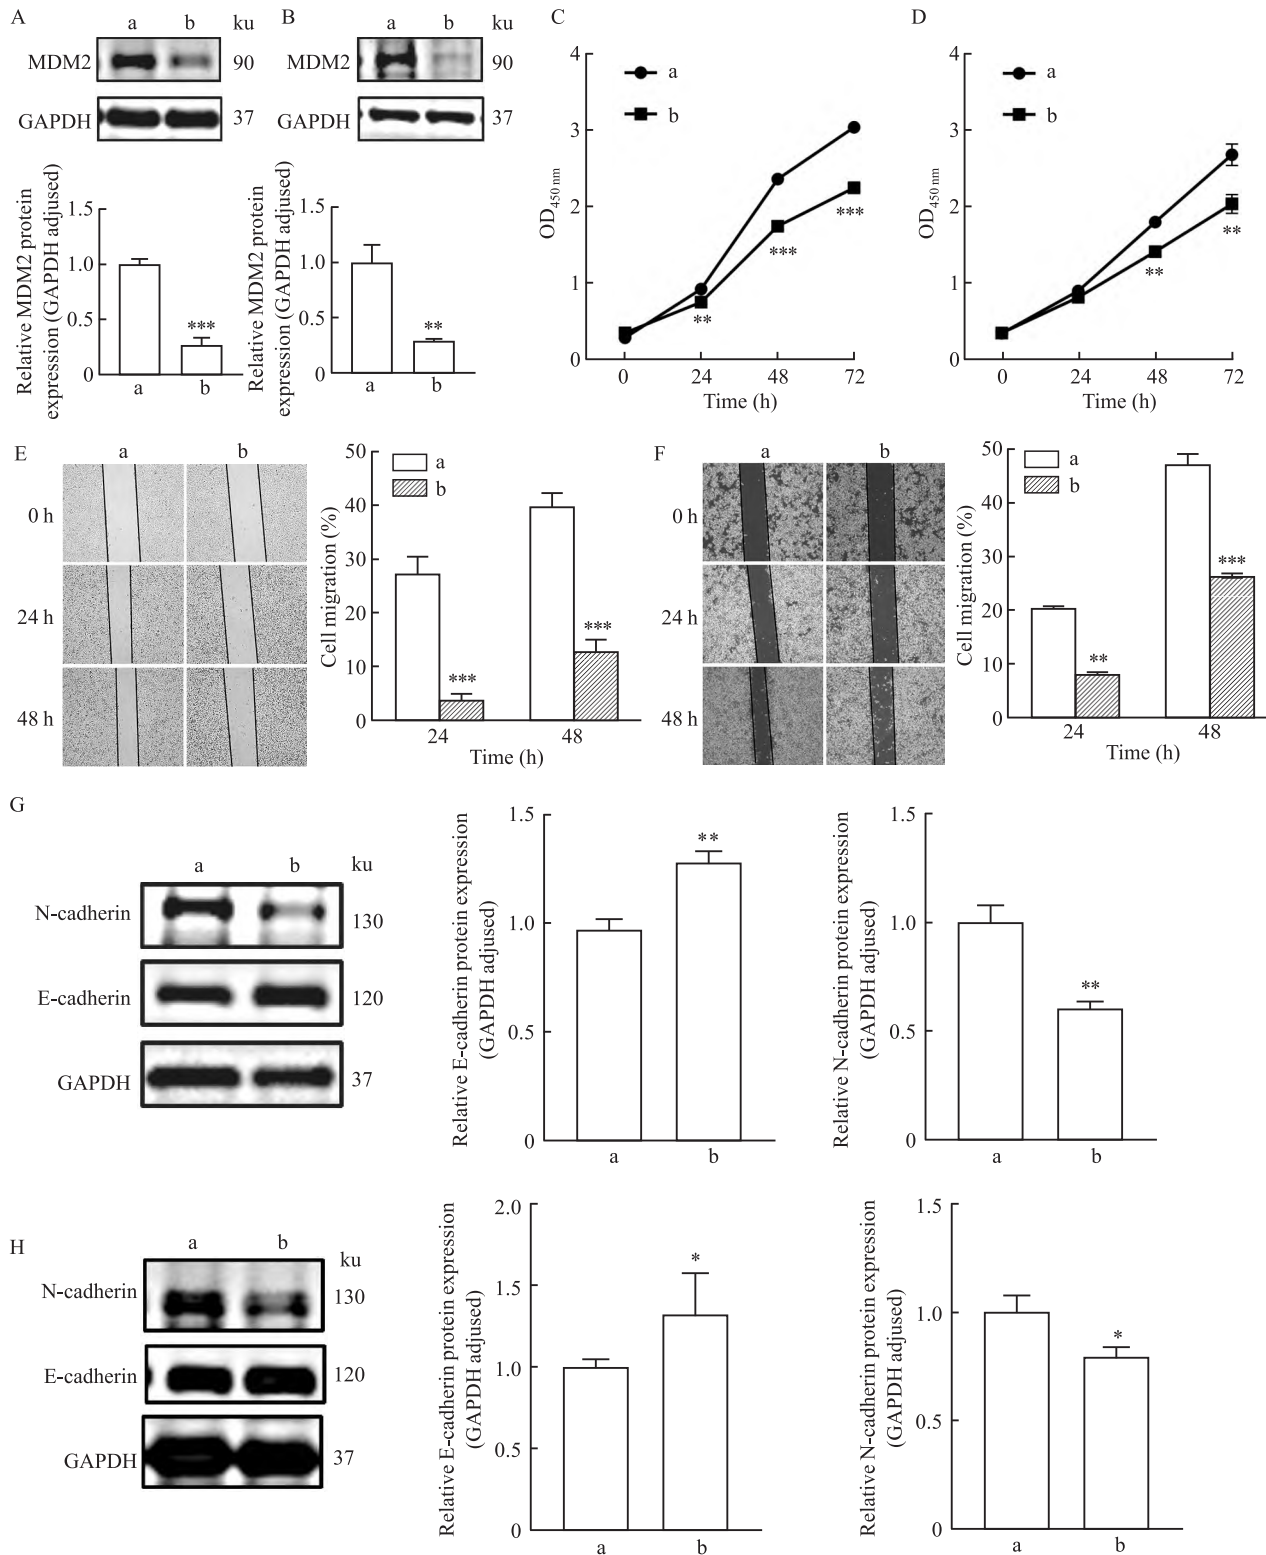 A
a b ku
MDM2 90
GAPDH 37
Relative MDM2 protein
expression (GAPDH adjused)
1.5
1.0
0.5
0
***
a b
B
a b ku
MDM2 90
GAPDH 37
Relative MDM2 protein
expression (GAPDH adjused)
1.5
1.0
0.5
0
**
a b
C
4
3
2
1
0
OD450 nm
a
b
**
***
***
0 24 48 72
Time (h)
D
4
3
2
1
0
OD450 nm
a
b
**
**
0 24 48 72
Time (h)
E
a b
0 h
24 h
48 h
Cell migration (%)
50
40
30
20
10
0
a
b
***
***
24 48
Time (h)
F
a b
0 h
24 h
48 h
Cell migration (%)
50
40
30
20
10
0
a
b
**
***
24 48
Time (h)
G
a b ku
N-cadherin 130
E-cadherin 120
GAPDH 37
Relative E-cadherin protein expression
(GAPDH adjused)
1.5
1.0
0.5
0
**
a b
Relative N-cadherin protein expression
(GAPDH adjused)
1.5
1.0
0.5
0
**
a b
H
a b ku
N-cadherin 130
E-cadherin 120
GAPDH 37
Relative E-cadherin protein expression
(GAPDH adjused)
2.0
1.5
1.0
0.5
0
*
a b
Relative N-cadherin protein expression
(GAPDH adjused)
1.5
1.0
0.5
0
*
a b